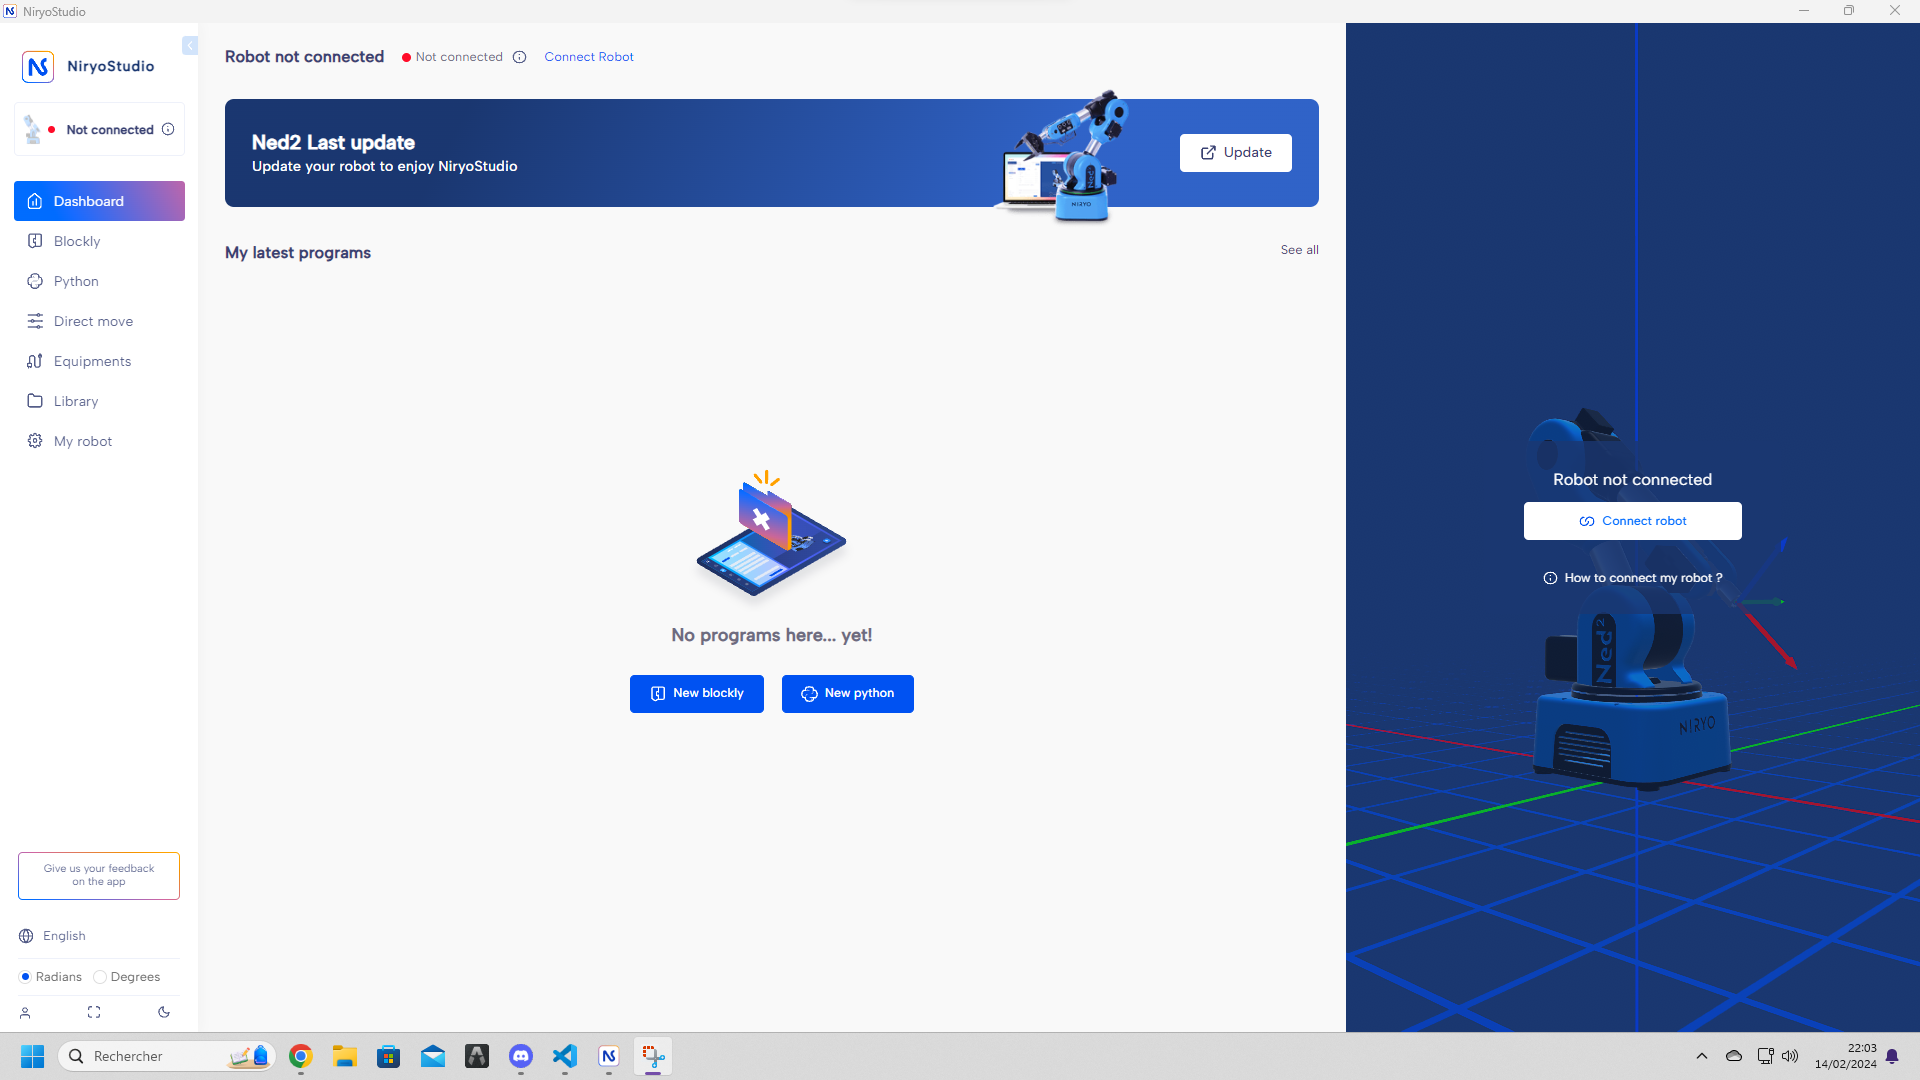 NiryoStudio
NiryoStudio
Not connected
Dashboard
Blockly
Python
Direct move
Equipments
Library
My robot
Give us your feedback
on the app
English
Radians
Degrees
Robot not connected
Not connected
Connect Robot
Ned2 Last update
Update your robot to enjoy NiryoStudio
Ned2
NIRYO
Update
My latest programs
See all
No programs here... yet!
New blockly
New python
Robot not connected
Connect robot
How to connect my robot ?
Ned2
NIRYO
Rechercher
22:03
14/02/2024